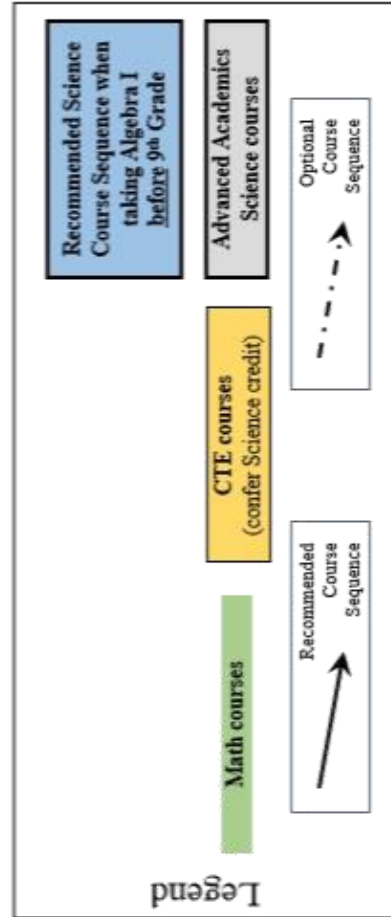 Legend
Recommended Science
Course Sequence when
taking Algebra I
before 9th Grade
Math courses
CTE courses
(confer Science credit)
Advanced Academics
Science courses
Recommended
Course
Sequence
Optional
Course
Sequence